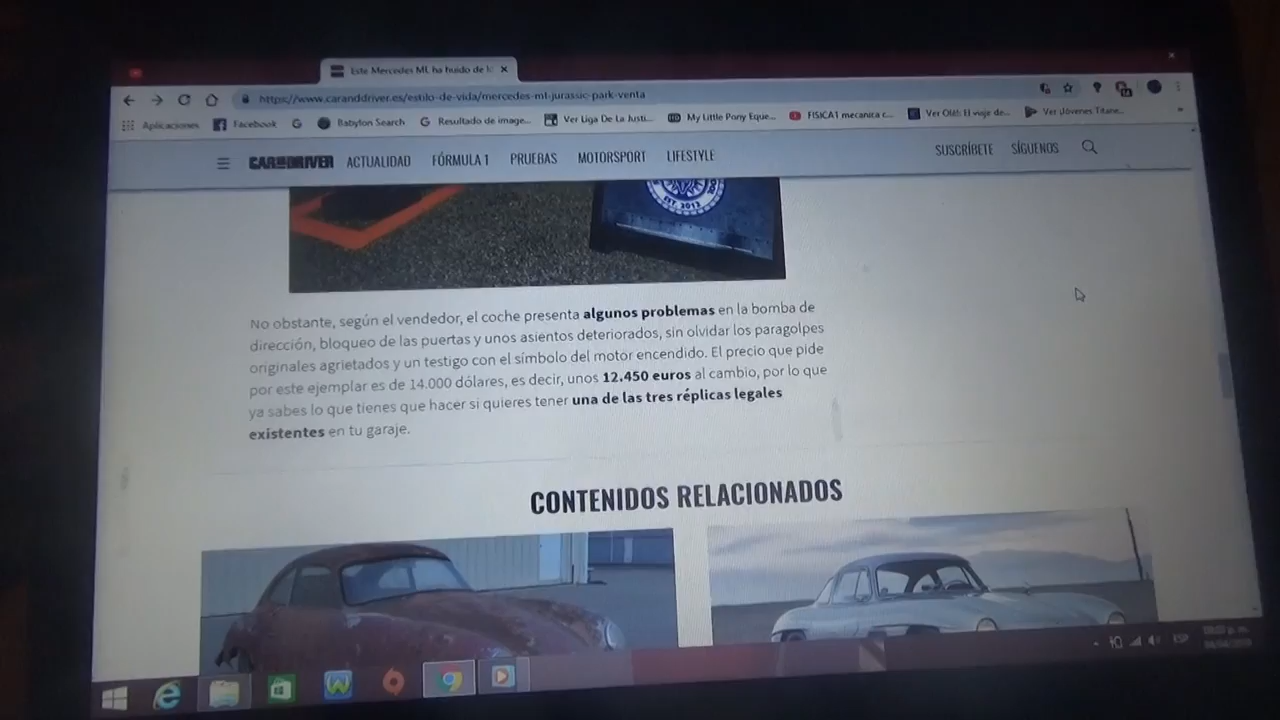 Este Mercedes ML ha huido de
https://www.caranddriver.es/estilo-de-vida/mercedes-ml-jurassic-park-venta
Aplicaciones Facebook Babylon Search Resultado de image... Ver Liga De La Justi... My Little Pony Eque... FISICA1 mecanica c... Ver Olé! El viaje de... Ver Jóvenes Titane...
CAR AND DRIVER ACTUALIDAD FÓRMULA 1 PRUEBAS MOTORSPORT LIFESTYLE SUSCRÍBETE SÍGUENOS
EST. 2013
No obstante, según el vendedor, el coche presenta algunos problemas en la bomba de
dirección, bloqueo de las puertas y unos asientos deteriorados, sin olvidar los paragolpes
originales agrietados y un testigo con el símbolo del motor encendido. El precio que pide
por este ejemplar es de 14.000 dólares, es decir, unos 12.450 euros al cambio, por lo que
ya sabes lo que tienes que hacer si quieres tener una de las tres réplicas legales
existentes en tu garaje.
CONTENIDOS RELACIONADOS
ESP